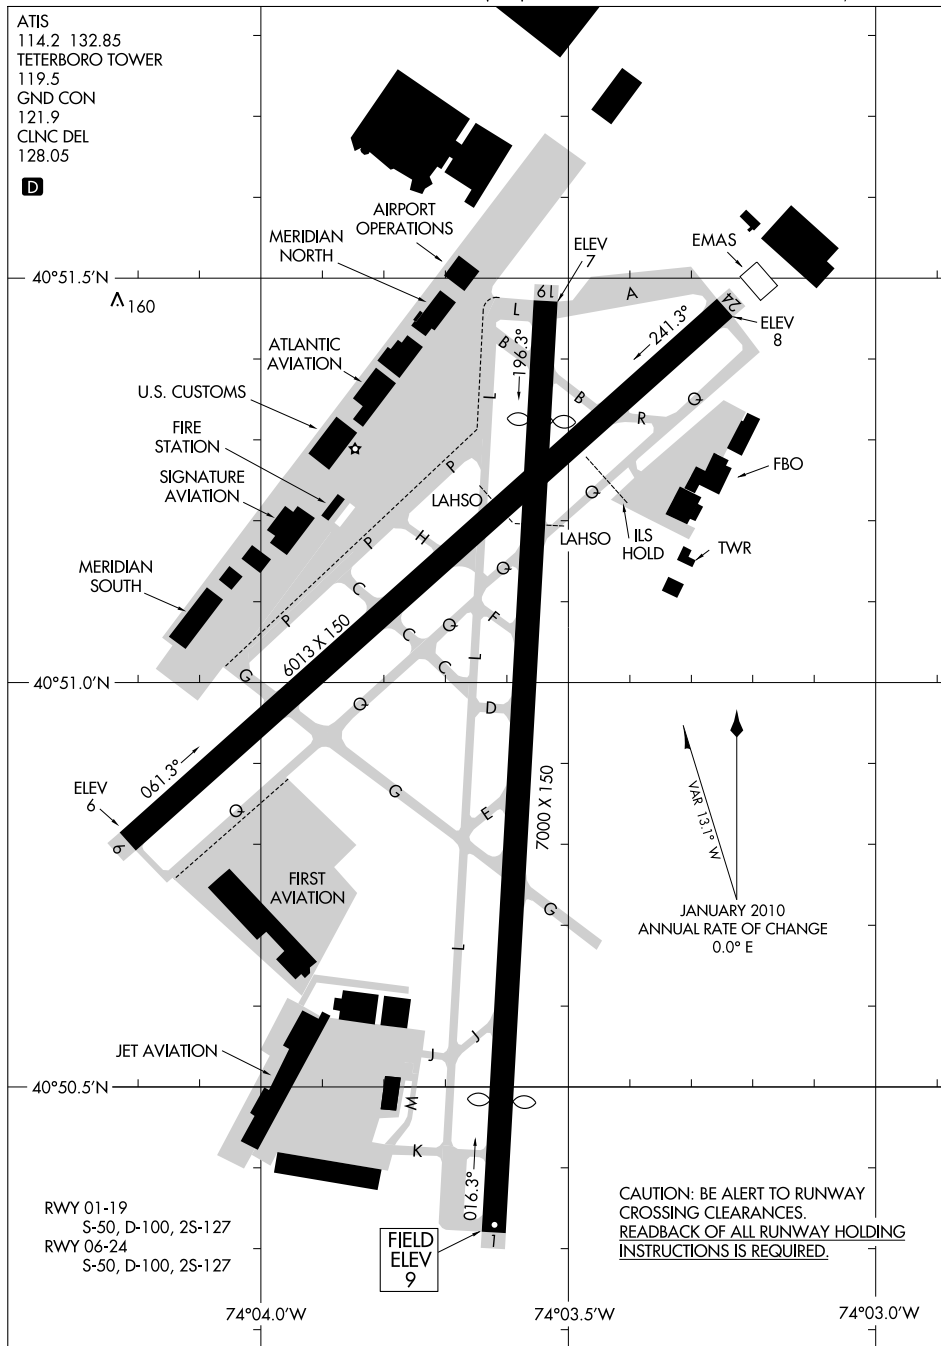 ATIS
114.2 132.85
TETERBORO TOWER
119.5
GND CON
121.9
CLNC DEL
128.05
D
AIRPORT
OPERATIONS
MERIDIAN
NORTH
ELEV
7
EMAS
40°51.5'N
160
19
L
A
24
ELEV
8
196.3°
241.3°
B
ATLANTIC
AVIATION
U.S. CUSTOMS
L
B
R
Q
FIRE
STATION
SIGNATURE
AVIATION
P
FBO
LAHSO
Q
LAHSO
ILS
HOLD
TWR
P
H
Q
MERIDIAN
SOUTH
C
P
6013 X 150
C
Q
F
C
L
G
40°51.0'N
Q
D
061.3°
ELEV
6
Q
G
E
7000 X 150
VAR 13.1° W
6
FIRST
AVIATION
G
JANUARY 2010
ANNUAL RATE OF CHANGE
0.0° E
L
JET AVIATION
J
J
40°50.5'N
M
K
016.3°
RWY 01-19
S-50, D-100, 2S-127
RWY 06-24
S-50, D-100, 2S-127
FIELD
ELEV
9
1
CAUTION: BE ALERT TO RUNWAY
CROSSING CLEARANCES.
READBACK OF ALL RUNWAY HOLDING
INSTRUCTIONS IS REQUIRED.
74°04.0'W
74°03.5'W
74°03.0'W